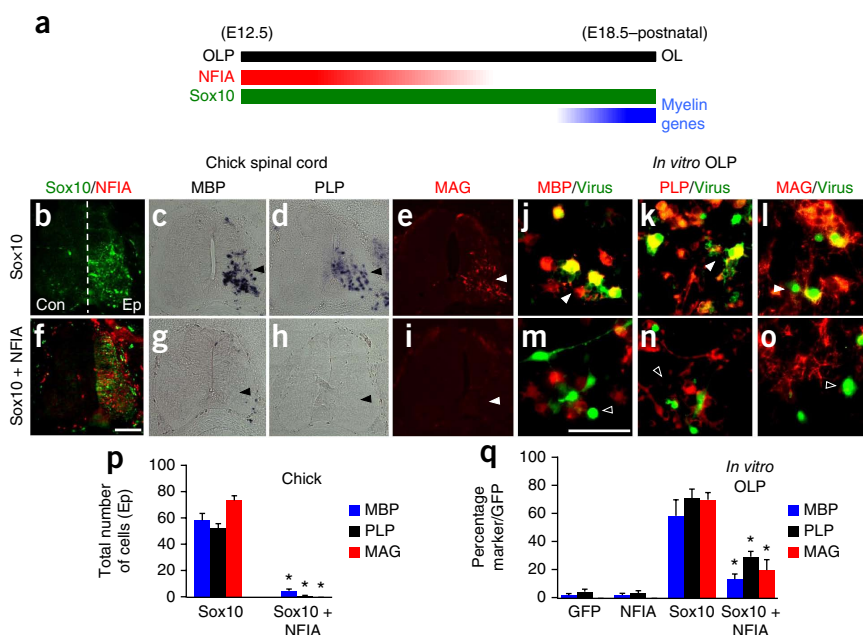 a
(E12.5) (E18.5–postnatal)
OLP OL
NFIA
Sox10
Myelin
genes
Chick spinal cord In vitro OLP
Sox10/NFIA MBP PLP MAG MBP/Virus PLP/Virus MAG/Virus
Sox10
b c d e j k l
Con Ep
Sox10 + NFIA
f g h i m n o
p
Chick
Total number
of cells (Ep)
100
80
60
40
20
0
MBP
PLP
MAG
* * *
Sox10 Sox10 +
NFIA
q
In vitro
OLP
Percentage
marker/GFP
100
80
60
40
20
0
MBP
PLP
MAG
* * *
GFP NFIA Sox10 Sox10 +
NFIA